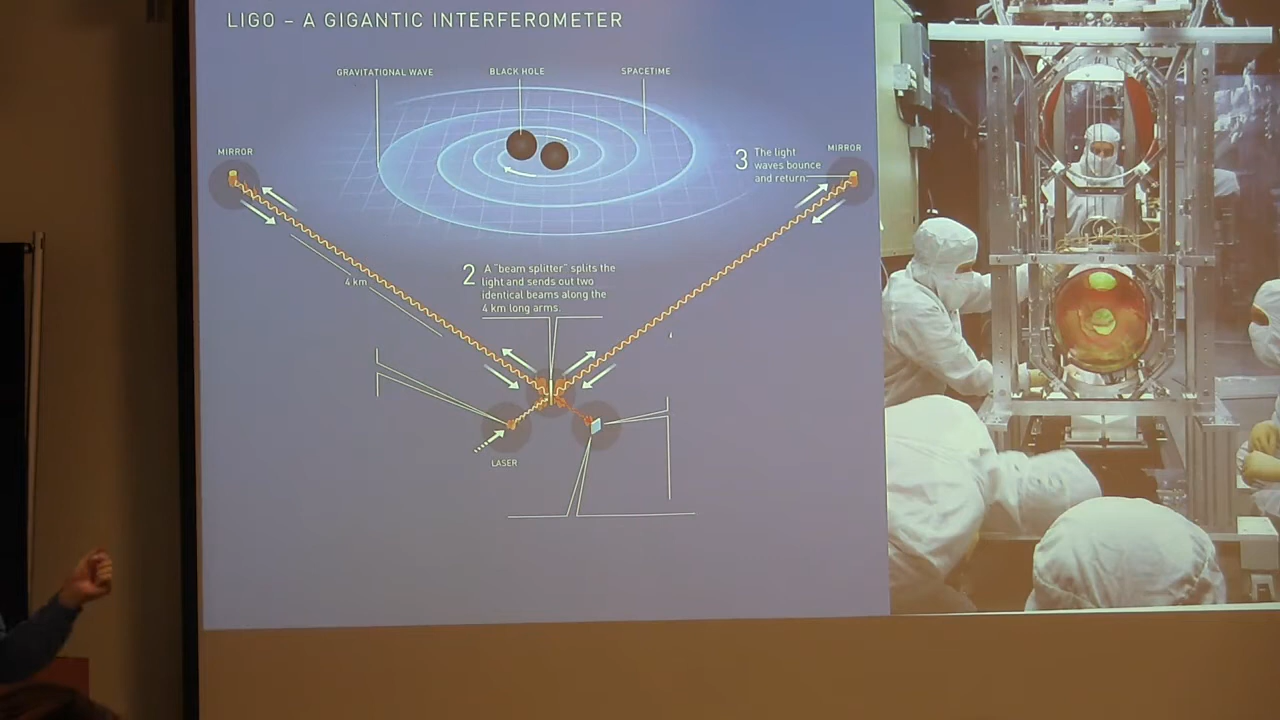 LIGO – A GIGANTIC INTERFEROMETER
GRAVITATIONAL WAVE
BLACK HOLE
SPACETIME
MIRROR
3
The light
waves bounce
and return.
MIRROR
4 km
2
A "beam splitter" splits the
light and sends out two
identical beams along the
4 km long arms.
LASER